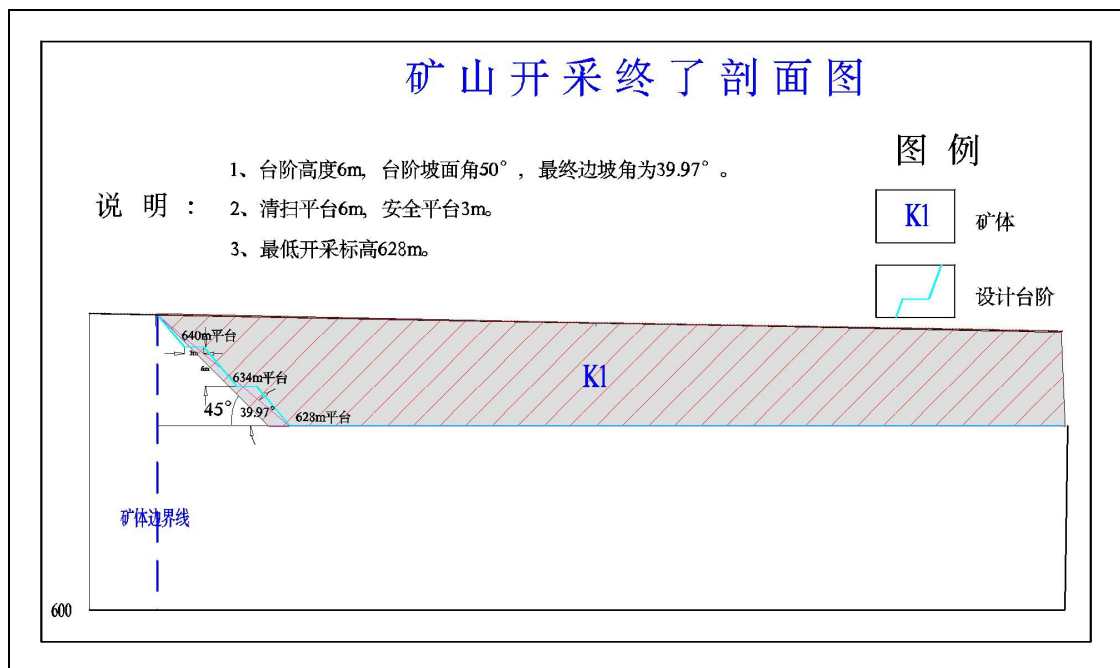 矿山开采终了剖面图
说 明 :
1、台阶高度6m, 台阶坡面角50°, 最终边坡角为39.97°。
2、清扫平台6m, 安全平台3m。
3、最低开采标高628m。
图 例
K1
矿体
设计台阶
640m平台
634m平台
K1
45°
39.97°
628m平台
矿体边界线
600